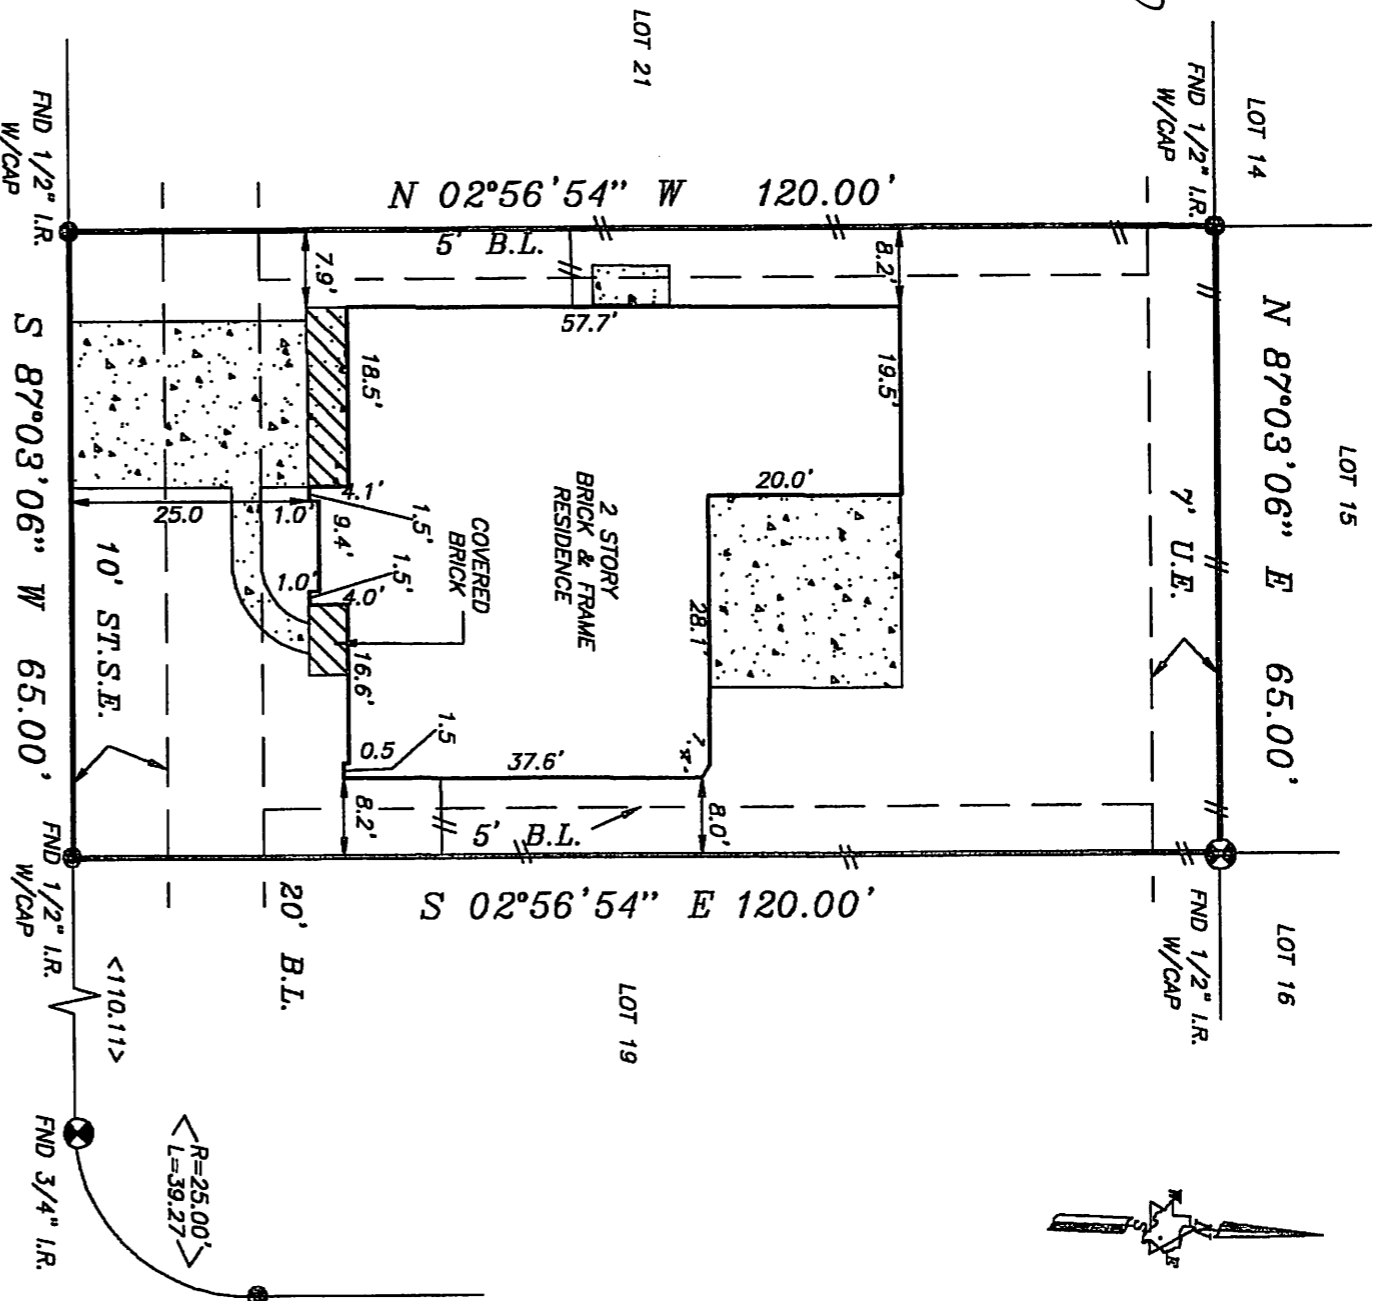 LOT 21
LOT 14
FND 1/2" I.R.
W/CAP
FND 1/2" I.R.
W/CAP
N 02°56'54" W 120.00'
5' B.L.
7.9'
8.2'
57.7'
18.5'
19.5'
N 87°03'06" E 65.00'
LOT 15
S 87°03'06" W 65.00'
7' U.E.
20.0'
2 STORY
BRICK & FRAME
RESIDENCE
COVERED
BRICK
4.1'
1.5'
25.0
1.0'
9.4'
1.5'
1.0'
4.0'
28.1'
16.6'
10' ST.S.E.
1.5
0.5
37.6'
8.2'
8.0'
5' B.L.
S 02°56'54" E 120.00'
FND 1/2" I.R.
W/CAP
20' B.L.
FND 1/2" I.R.
W/CAP
LOT 16
LOT 19
<110.11>
<R=25.00'
L=39.27>
FND 3/4" I.R.
S
E